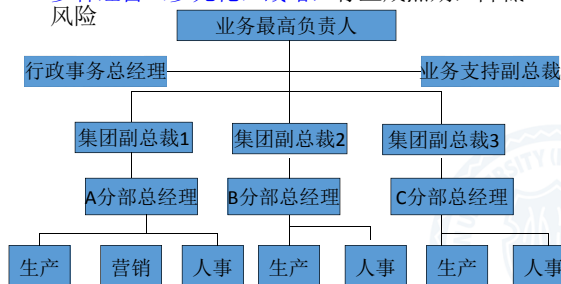 风险
业务最高负责人
行政事务总经理
业务支持副总裁
集团副总裁1
集团副总裁2
集团副总裁3
A分部总经理
B分部总经理
C分部总经理
生产
营销
人事
生产
人事
生产
人事